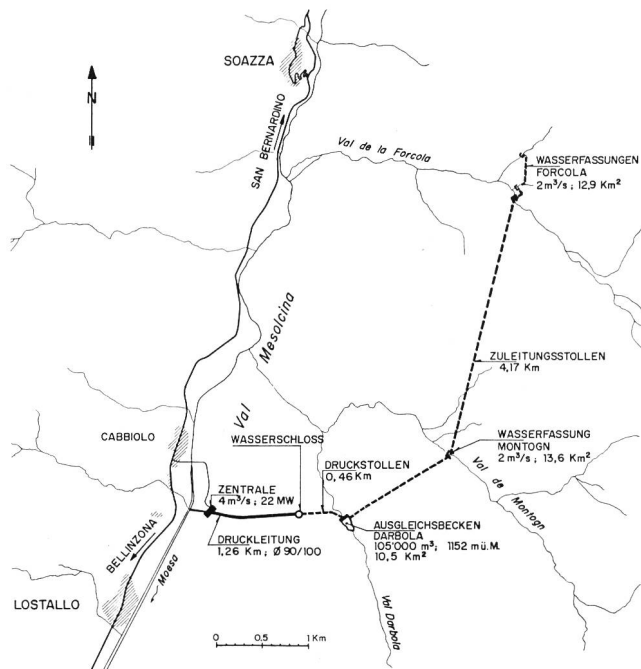 SOAZZA
N
SAN BERNARDINO
Val de la Forcola
WASSERFASSUNGEN
FORCOLA
2 m³/s ; 12,9 Km²
Val Mesolcina
ZULEITUNGSSTOLLEN
4,17 Km
CABBIOLO
WASSERSCHLOSS
WASSERFASSUNG
MONTOGN
2 m³/s ; 13,6 Km²
Val de Montogn
ZENTRALE
4 m³/s ; 22 MW
DRUCKSTOLLEN
0,46 Km
DRUCKLEITUNG
1,26 Km ; Ø 90/100
AUSGLEICHSBECKEN
DARBOLA
105'000 m³; 1152 mü.M.
10,5 Km²
BELLINZONA
Moesa
LOSTALLO
Val Darbola
0 0,5 1 Km